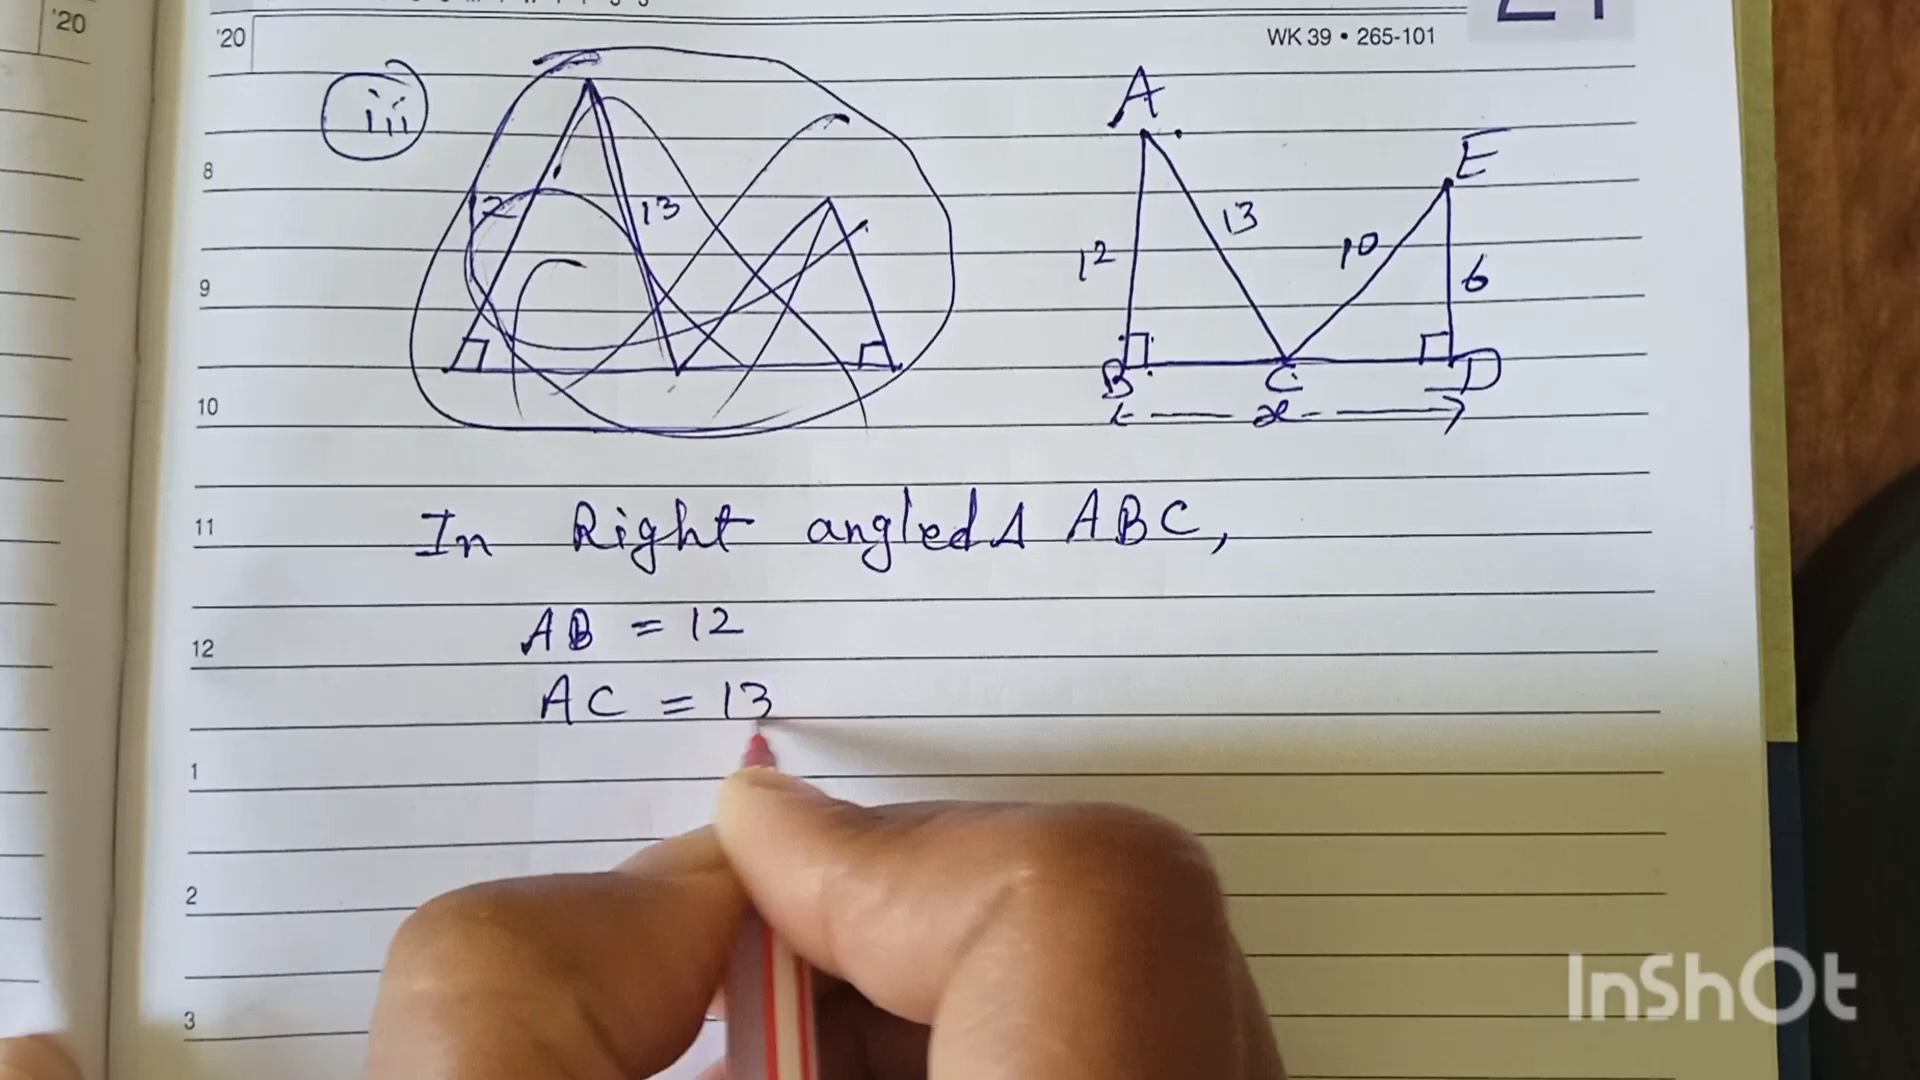 '20
'20
WK 39 • 265-101
iii
A
E
8
12
13
13
12
10
6
9
B
C
D
x
10
11
In Right angled Δ ABC,
AB = 12
12
AC = 13
1
2
3
InShOt